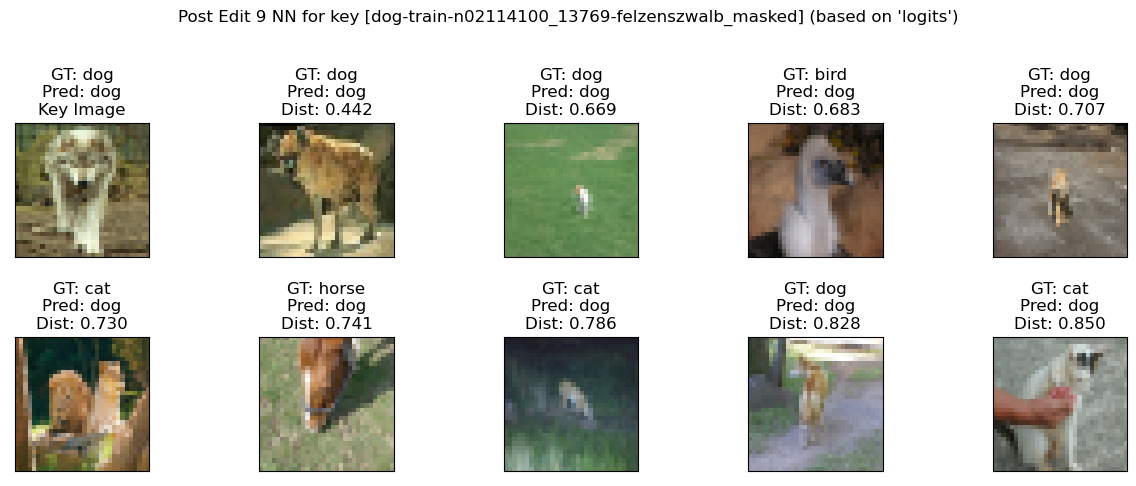 Post Edit 9 NN for key [dog-train-n02114100_13769-felzenszwalb_masked] (based on 'logits')
GT: dog
Pred: dog
Key Image
GT: dog
Pred: dog
Dist: 0.442
GT: dog
Pred: dog
Dist: 0.669
GT: bird
Pred: dog
Dist: 0.683
GT: dog
Pred: dog
Dist: 0.707
GT: cat
Pred: dog
Dist: 0.730
GT: horse
Pred: dog
Dist: 0.741
GT: cat
Pred: dog
Dist: 0.786
GT: dog
Pred: dog
Dist: 0.828
GT: cat
Pred: dog
Dist: 0.850